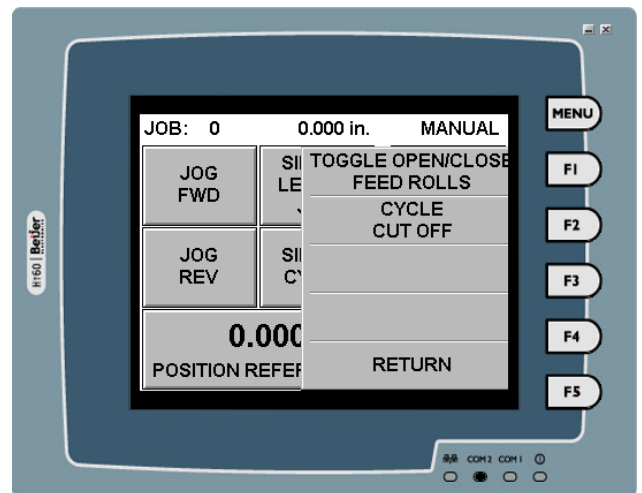 MENU
JOB: 0 0.000 in. MANUAL
JOG
FWD
TOGGLE OPEN/CLOSE
FEED ROLLS
F1
CYCLE
CUT OFF
F2
JOG
REV
F3
0.000
POSITION REFER
RETURN
F4
F5
HT60 | Beijer
COM2 COM1